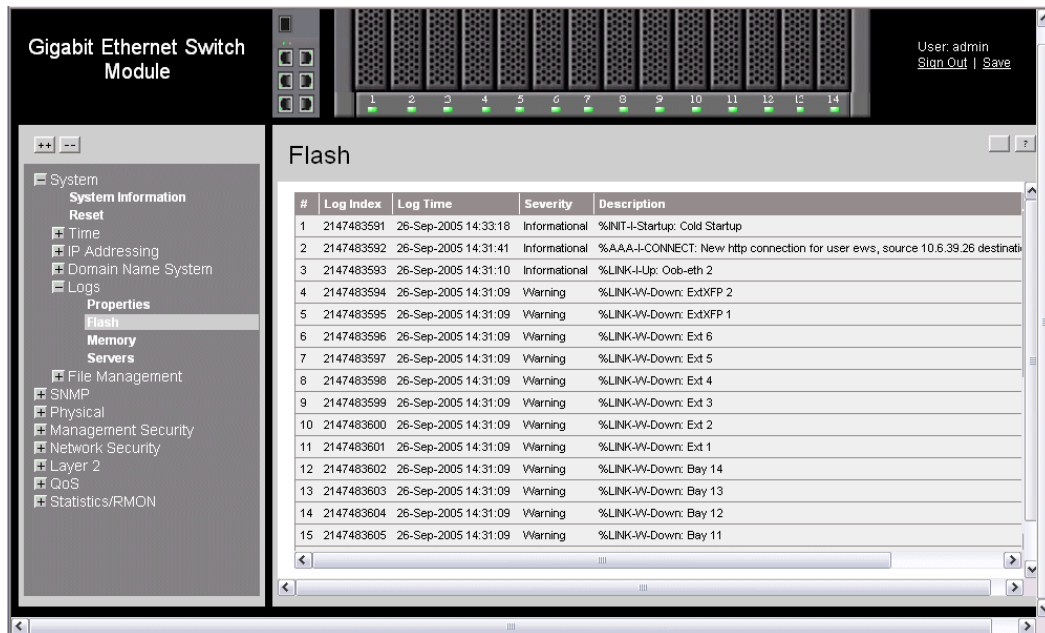 Gigabit Ethernet Switch
Module
1 2 3 4 5 6 7 8 9 10 11 12 13 14
User: admin
Sign Out | Save
++ --
System
System Information
Reset
Time
IP Addressing
Domain Name System
Logs
Properties
Flash
Memory
Servers
File Management
SNMP
Physical
Management Security
Network Security
Layer 2
QoS
Statistics/RMON
Flash
?
# Log Index Log Time Severity Description
1 2147483591 26-Sep-2005 14:33:18 Informational %INIT-I-Startup: Cold Startup
2 2147483592 26-Sep-2005 14:31:41 Informational %AAA-I-CONNECT: New http connection for user ews, source 10.6.39.26 destinati
3 2147483593 26-Sep-2005 14:31:10 Informational %LINK-I-Up: Oob-eth 2
4 2147483594 26-Sep-2005 14:31:09 Warning %LINK-W-Down: ExtXFP 2
5 2147483595 26-Sep-2005 14:31:09 Warning %LINK-W-Down: ExtXFP 1
6 2147483596 26-Sep-2005 14:31:09 Warning %LINK-W-Down: Ext 6
7 2147483597 26-Sep-2005 14:31:09 Warning %LINK-W-Down: Ext 5
8 2147483598 26-Sep-2005 14:31:09 Warning %LINK-W-Down: Ext 4
9 2147483599 26-Sep-2005 14:31:09 Warning %LINK-W-Down: Ext 3
10 2147483600 26-Sep-2005 14:31:09 Warning %LINK-W-Down: Ext 2
11 2147483601 26-Sep-2005 14:31:09 Warning %LINK-W-Down: Ext 1
12 2147483602 26-Sep-2005 14:31:09 Warning %LINK-W-Down: Bay 14
13 2147483603 26-Sep-2005 14:31:09 Warning %LINK-W-Down: Bay 13
14 2147483604 26-Sep-2005 14:31:09 Warning %LINK-W-Down: Bay 12
15 2147483605 26-Sep-2005 14:31:09 Warning %LINK-W-Down: Bay 11